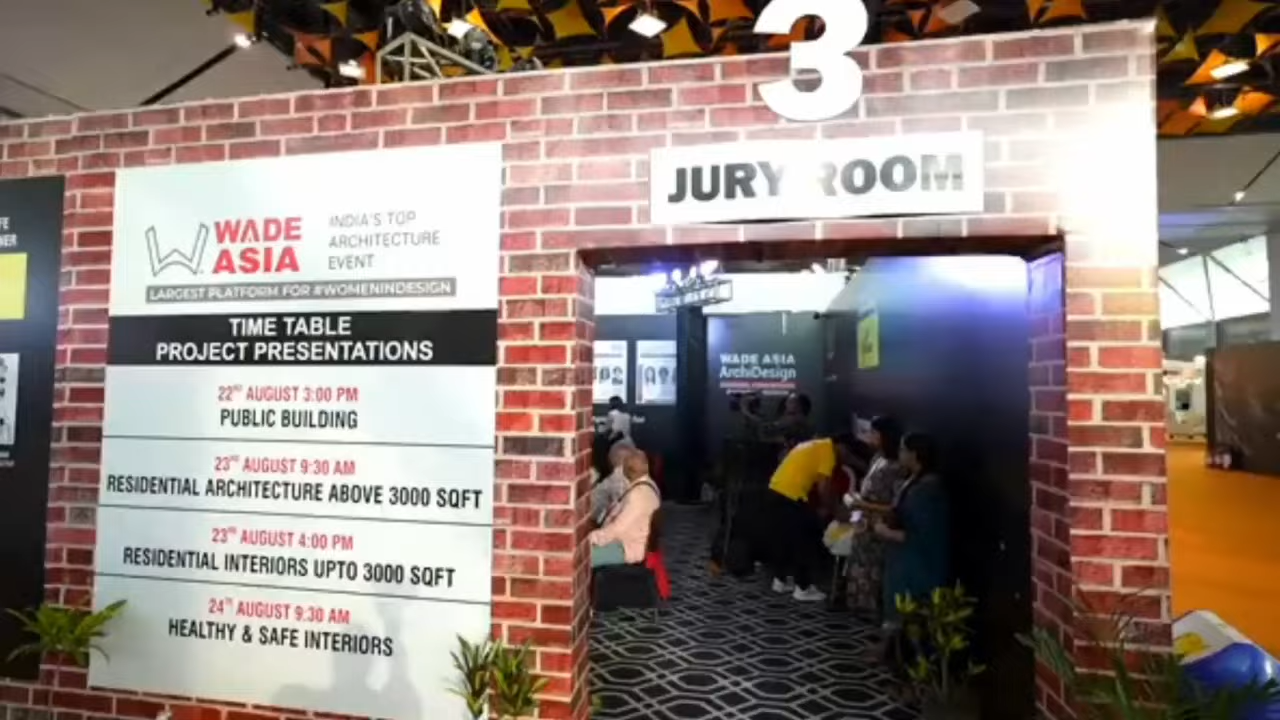 3
JURY ROOM
WADE
ASIA
INDIA'S TOP
ARCHITECTURE
EVENT
LARGEST PLATFORM FOR #WOMENINDESIGN
TIME TABLE
PROJECT PRESENTATIONS
22ND AUGUST 3:00 PM
PUBLIC BUILDING
23RD AUGUST 9:30 AM
RESIDENTIAL ARCHITECTURE ABOVE 3000 SQFT
23RD AUGUST 4:00 PM
RESIDENTIAL INTERIORS UPTO 3000 SQFT
24TH AUGUST 9:30 AM
HEALTHY & SAFE INTERIORS
WADE ASIA
ArchiDesign